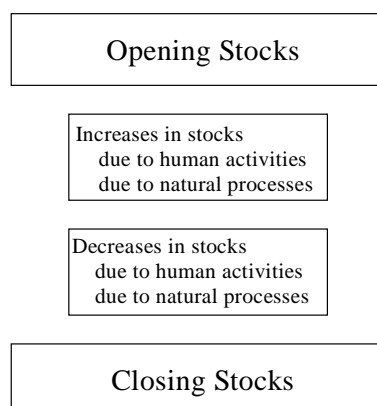 Opening Stocks
Increases in stocks
due to human activities
due to natural processes
Decreases in stocks
due to human activities
due to natural processes
Closing Stocks